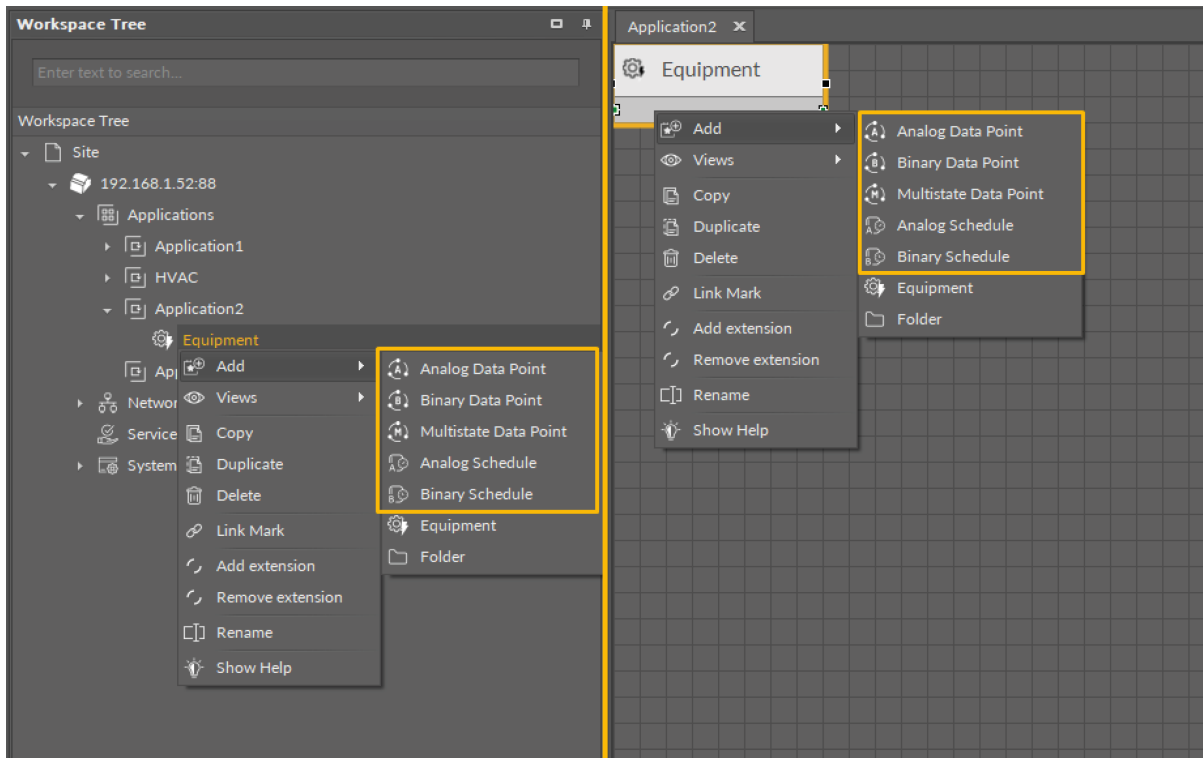 Workspace Tree
Enter text to search...
Workspace Tree
Site
192.168.1.52:88
Applications
Application1
HVAC
Application2
Equipment
Add
Views
Copy
Duplicate
Delete
Link Mark
Add extension
Remove extension
Rename
Show Help
Analog Data Point
Binary Data Point
Multistate Data Point
Analog Schedule
Binary Schedule
Equipment
Folder
Ap
Networ
Service
System
Application2
Equipment
Add
Views
Copy
Duplicate
Delete
Link Mark
Add extension
Remove extension
Rename
Show Help
Analog Data Point
Binary Data Point
Multistate Data Point
Analog Schedule
Binary Schedule
Equipment
Folder